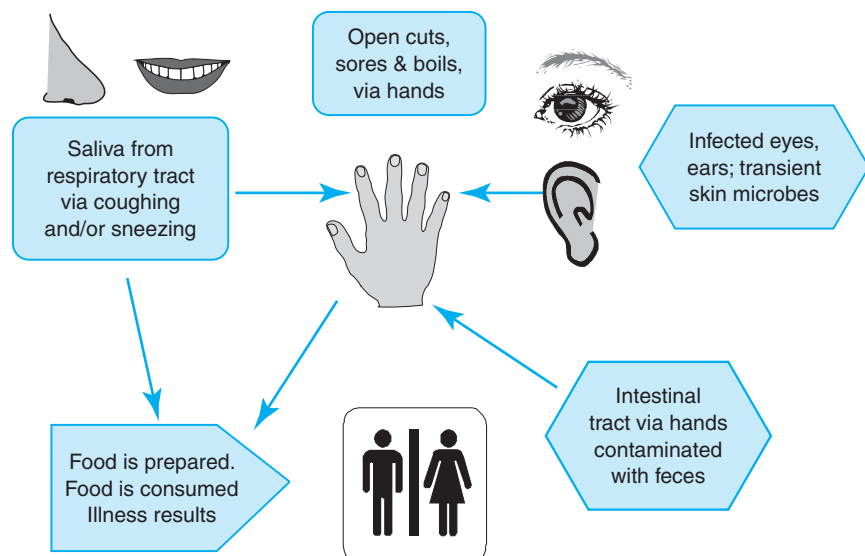 Open cuts,
sores & boils,
via hands
Saliva from
respiratory tract
via coughing
and/or sneezing
Infected eyes,
ears; transient
skin microbes
Intestinal
tract via hands
contaminated
with feces
Food is prepared.
Food is consumed
Illness results